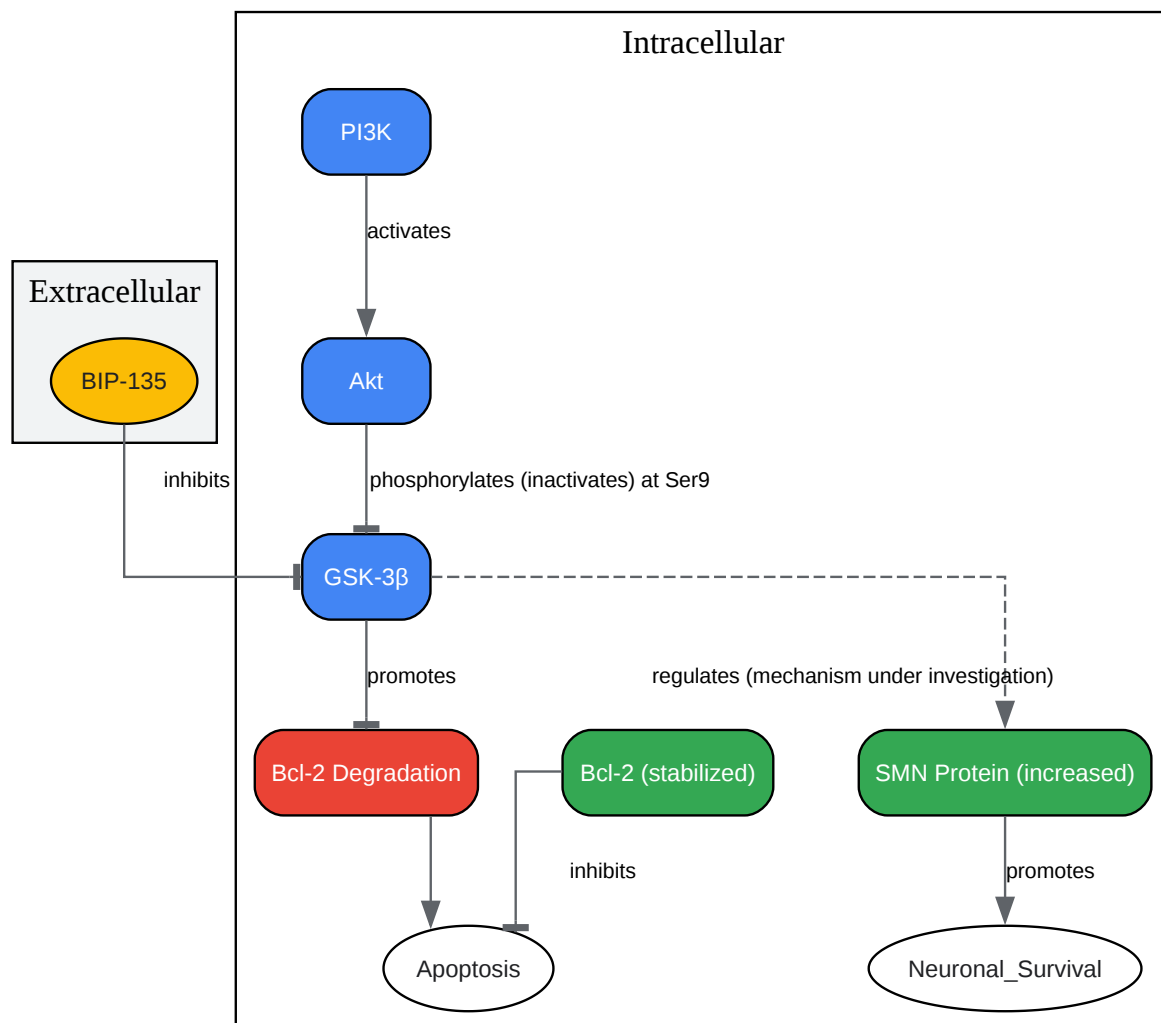 Intracellular
PI3K
activates
Extracellular
BIP-135
Akt
inhibits
phosphorylates (inactivates) at Ser9
GSK-3β
promotes
regulates (mechanism under investigation)
Bcl-2 Degradation
Bcl-2 (stabilized)
SMN Protein (increased)
inhibits
promotes
Apoptosis
Neuronal_Survival